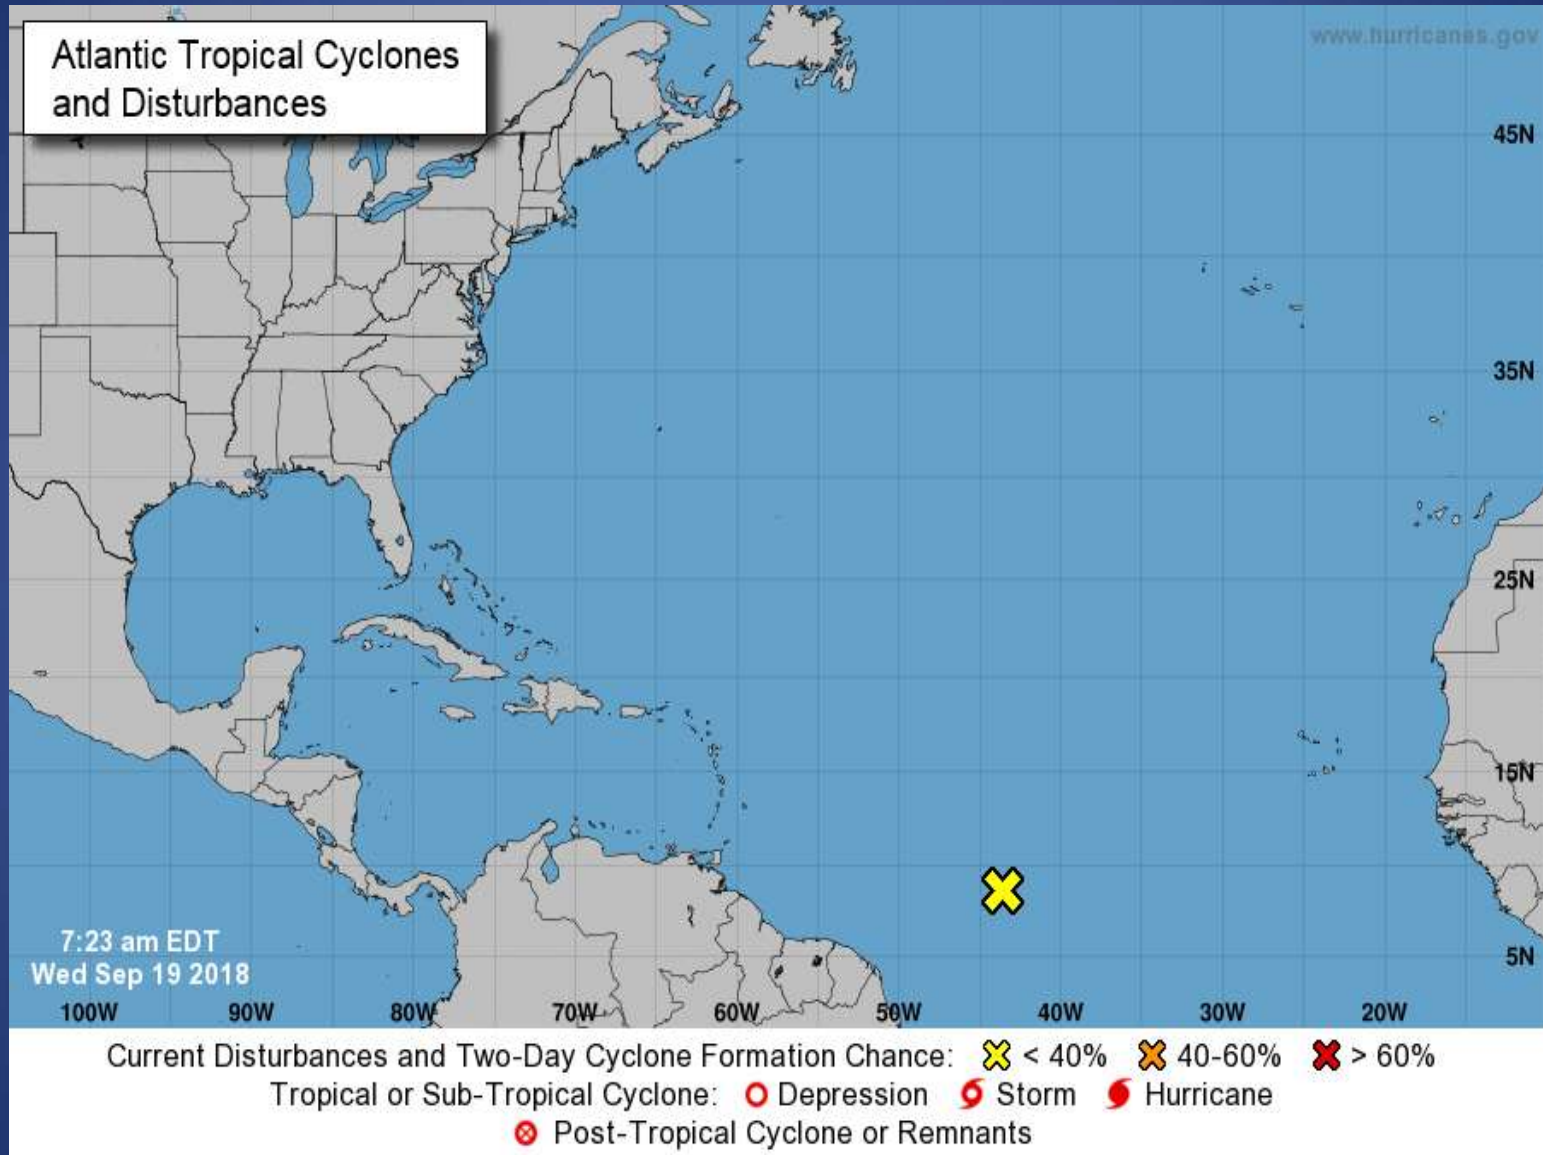 Atlantic Tropical Cyclones
and Disturbances
www.hurricanes.gov
45N
35N
25N
15N
5N
7:23 am EDT
Wed Sep 19 2018
100W 90W 80W 70W 60W 50W 40W 30W 20W
Current Disturbances and Two-Day Cyclone Formation Chance: < 40% 40-60% > 60%
Tropical or Sub-Tropical Cyclone: Depression Storm Hurricane
Post-Tropical Cyclone or Remnants